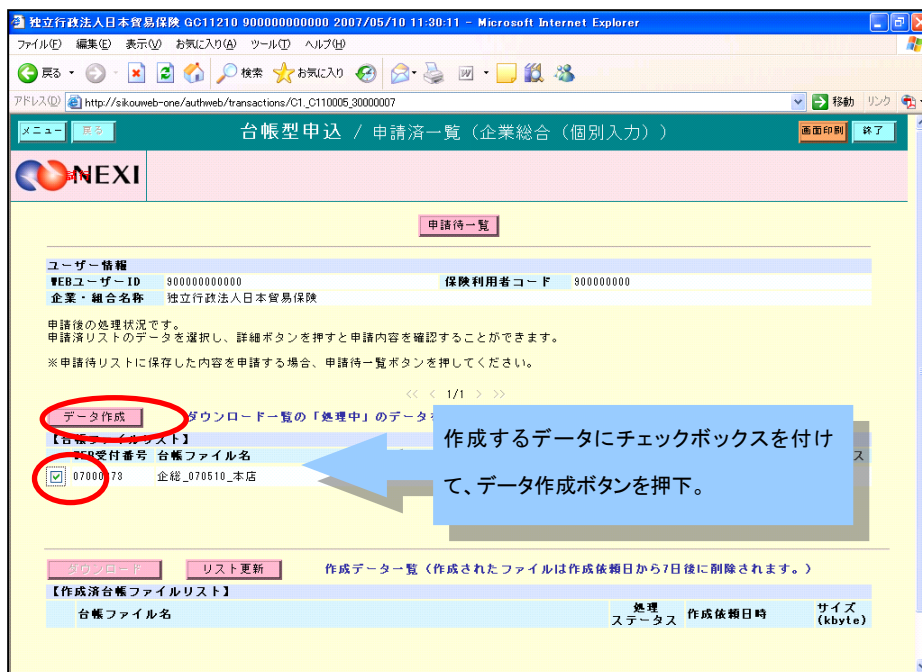 独立行政法人日本貿易保険 GC11210 900000000000 2007/05/10 11:30:11 - Microsoft Internet Explorer
ファイル(F) 編集(E) 表示(V) お気に入り(A) ツール(T) ヘルプ(H)
戻る 検索 お気に入り
アドレス(D) http://sikouweb-one/authweb/transactions/C1_C110005_30000007 移動 リンク
メニュー 戻る 台帳型申込 / 申請済一覧（企業総合（個別入力）） 画面印刷 終了
NEXI 試行
申請待一覧
ユーザー情報
WEBユーザーID 900000000000 保険利用者コード 900000000
企業・組合名称 独立行政法人日本貿易保険
申請後の処理状況です。
申請済リストのデータを選択し、詳細ボタンを押すと申請内容を確認することができます。
※申請待リストに保存した内容を申請する場合、申請待一覧ボタンを押してください。
<< < 1/1 > >>
データ作成 ダウンロード一覧の「処理中」のデータ
【台帳ファイルリスト】
WEB受付番号 台帳ファイル名 ス
企総_070510_本店
作成するデータにチェックボックスを付け
て、データ作成ボタンを押下。
ダウンロード リスト更新 作成データ一覧（作成されたファイルは作成依頼日から7日後に削除されます。）
【作成済台帳ファイルリスト】
台帳ファイル名 処理ステータス 作成依頼日時 サイズ(kbyte)